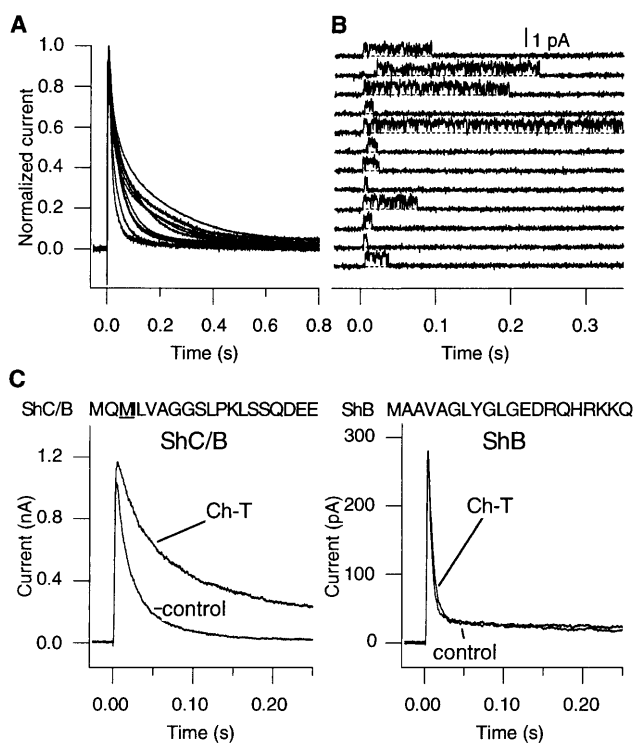 A
Normalized current
1.0
0.8
0.6
0.4
0.2
0.0
0.0 0.2 0.4 0.6 0.8
Time (s)
B
1 pA
0.0 0.1 0.2 0.3
Time (s)
C
ShC/B MQMILVAGGSLPKLSSQDEE
ShC/B
Current (nA)
1.2
0.8
0.4
0.0
Ch-T
control
0.00 0.10 0.20
Time (s)
ShB MAAVAGLYGLGEDRQHRKKQ
ShB
Current (pA)
300
200
100
0
Ch-T
control
0.00 0.10 0.20
Time (s)